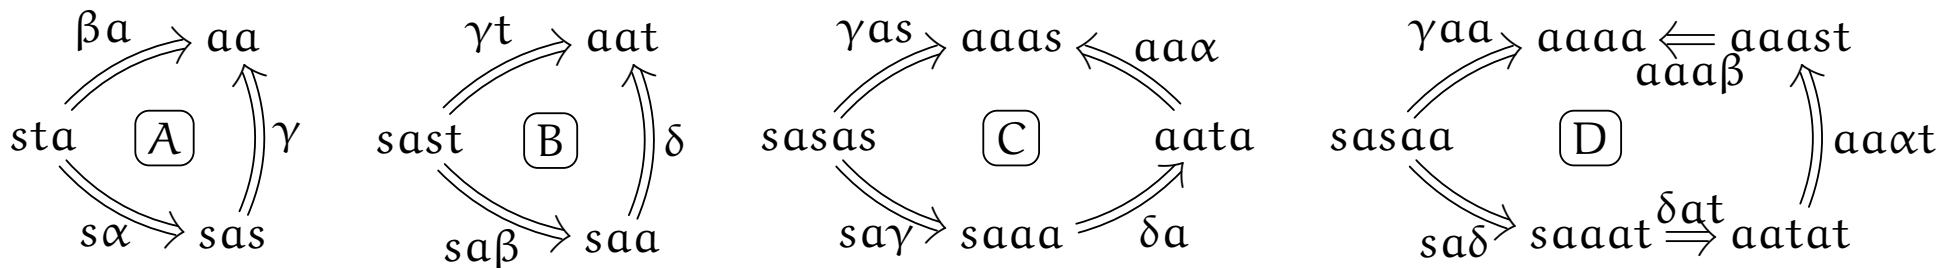 βa aa γt aat γas aaas aaα γaa aaaa aaast
aaaβ
sta A γ sast B δ sasas C aata sasaa D aaαt
δat
sα sas saβ saa saγ saaa δa saδ saaat aatat